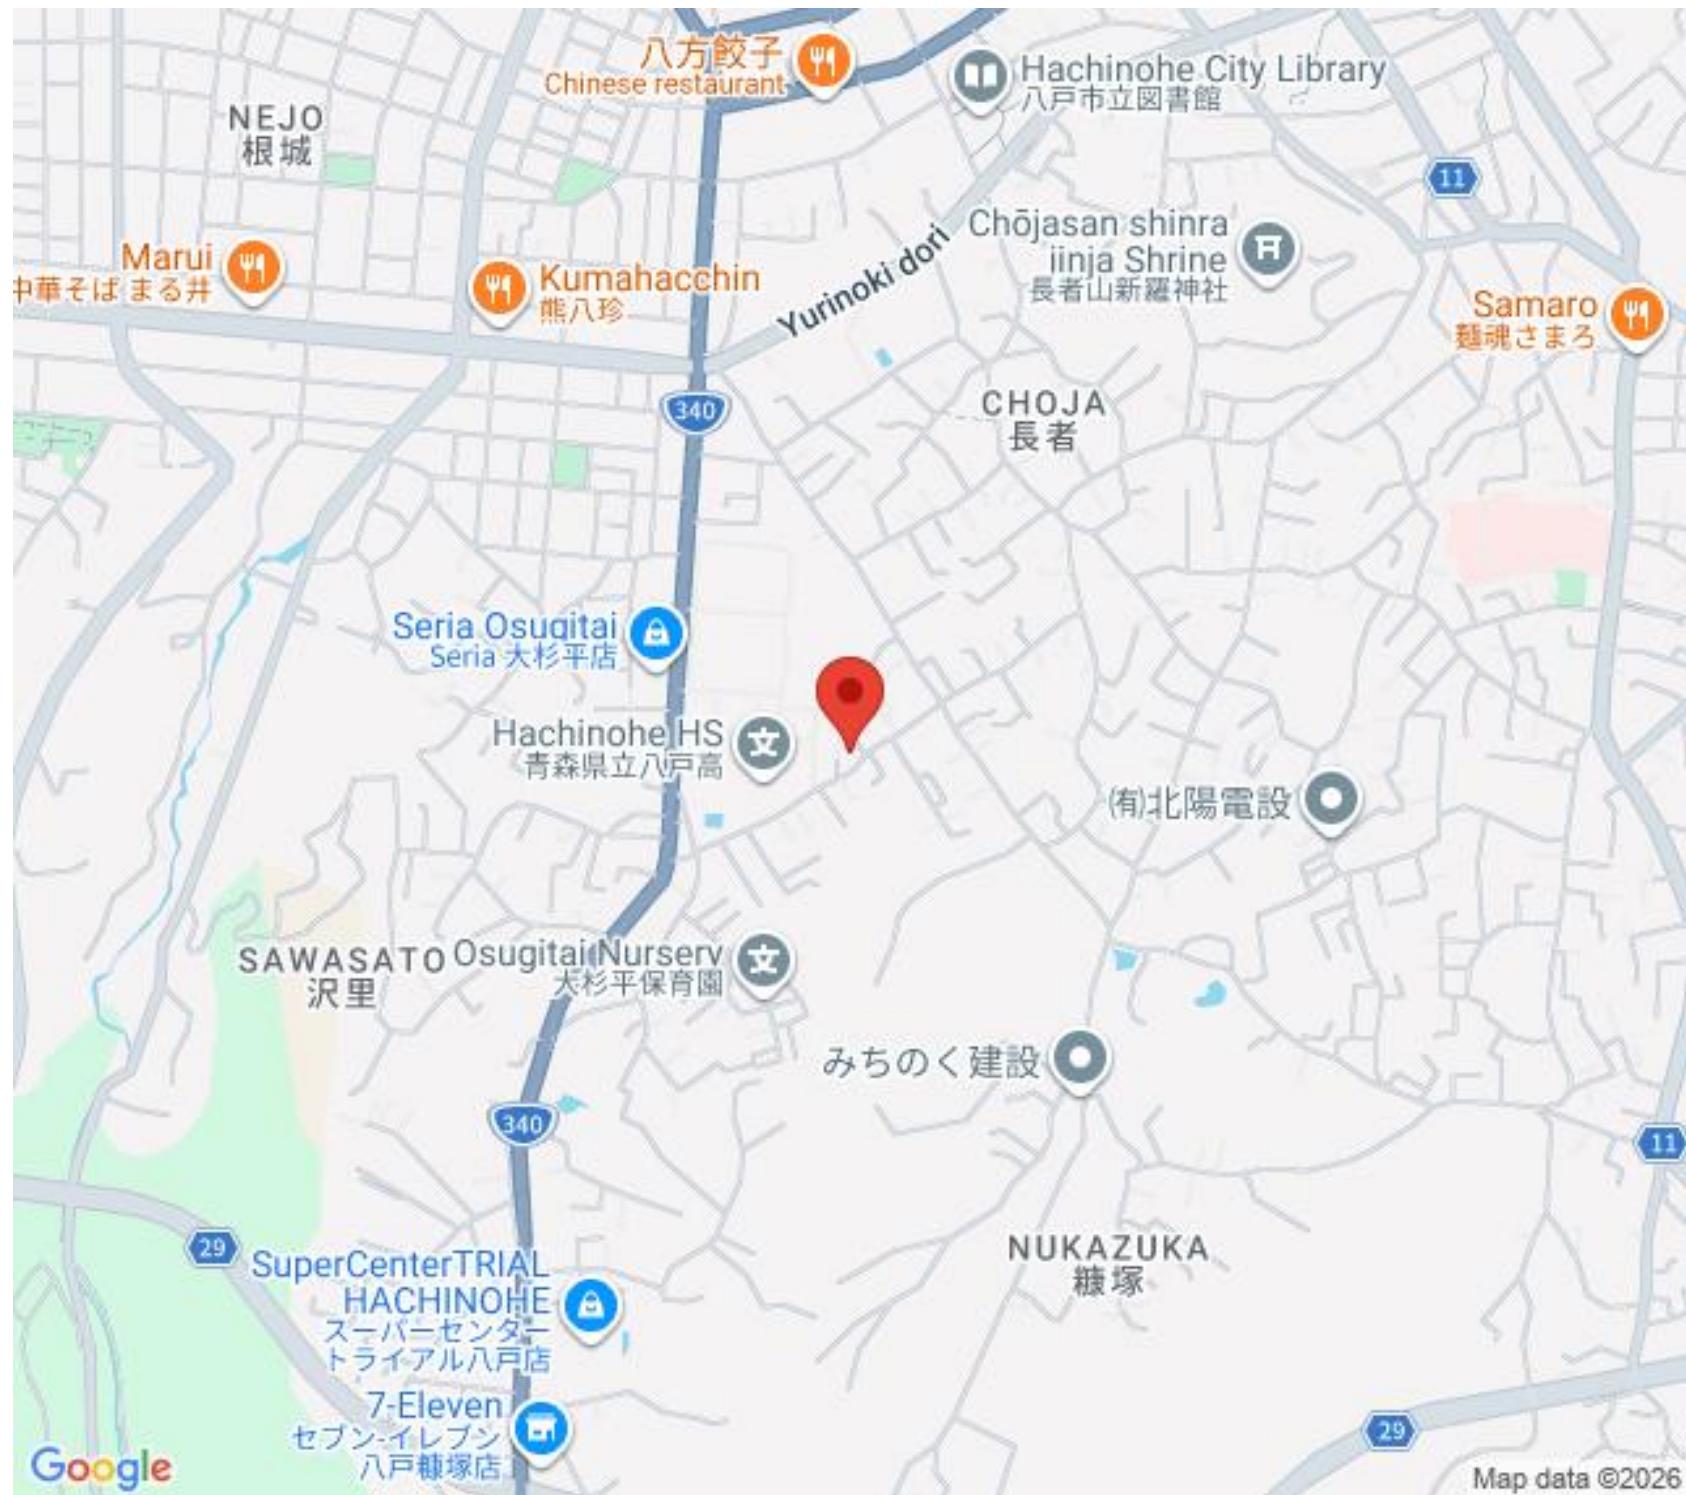 八方餃子
Chinese restaurant
Hachinohe City Library
八戸市立図書館
NEJO
根城
11
Chōjasan shinra
jinja Shrine
長者山新羅神社
Yurinoki dori
Marui
中華そば まる井
Kumahacchin
熊八珍
Samaro
麺魂さまろ
340
CHOJA
長者
Seria Osugitai
Seria 大杉平店
Hachinohe HS
青森県立八戸高
㈲北陽電設
SAWASATO
沢里
Osugitai Nursery
大杉平保育園
みちのく建設
340
11
29
SuperCenterTRIAL
HACHINOHE
スーパーセンター
トライアル八戸店
NUKAZUKA
糠塚
7-Eleven
セブン-イレブン
八戸糠塚店
29
Google
Map data ©2026